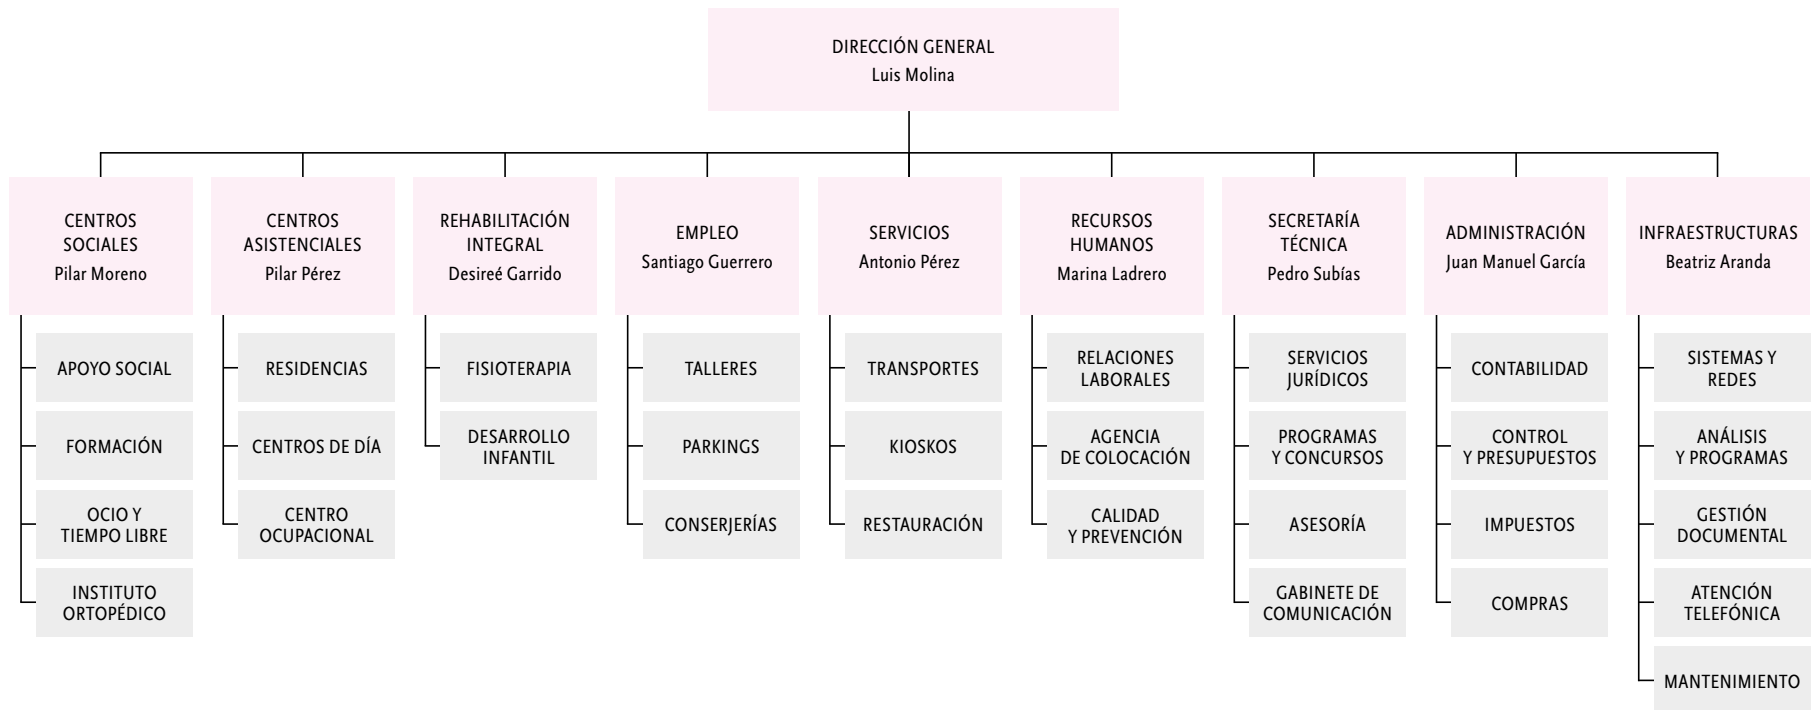 DIRECCIÓN GENERAL
Luis Molina
CENTROS
SOCIALES
Pilar Moreno
APOYO SOCIAL
FORMACIÓN
OCIO Y
TIEMPO LIBRE
INSTITUTO
ORTOPÉDICO
CENTROS
ASISTENCIALES
Pilar Pérez
RESIDENCIAS
CENTROS DE DÍA
CENTRO
OCUPACIONAL
REHABILITACIÓN
INTEGRAL
Desireé Garrido
FISIOTERAPIA
DESARROLLO
INFANTIL
EMPLEO
Santiago Guerrero
TALLERES
PARKINGS
CONSERJERÍAS
SERVICIOS
Antonio Pérez
TRANSPORTES
KIOSKOS
RESTAURACIÓN
RECURSOS
HUMANOS
Marina Ladrero
RELACIONES
LABORALES
AGENCIA
DE COLOCACIÓN
CALIDAD
Y PREVENCIÓN
SECRETARÍA
TÉCNICA
Pedro Subías
SERVICIOS
JURÍDICOS
PROGRAMAS
Y CONCURSOS
ASESORÍA
GABINETE DE
COMUNICACIÓN
ADMINISTRACIÓN
Juan Manuel García
CONTABILIDAD
CONTROL
Y PRESUPUESTOS
IMPUESTOS
COMPRAS
INFRAESTRUCTURAS
Beatriz Aranda
SISTEMAS Y
REDES
ANÁLISIS
Y PROGRAMAS
GESTIÓN
DOCUMENTAL
ATENCIÓN
TELEFÓNICA
MANTENIMIENTO